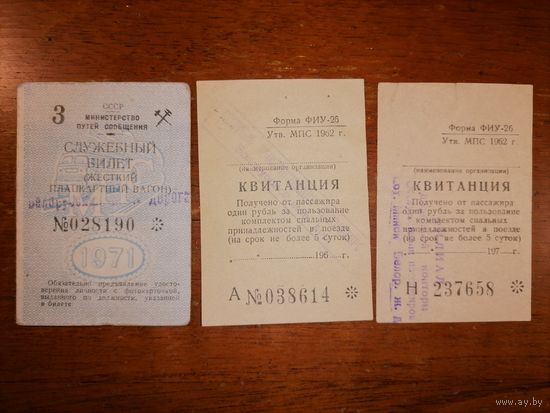 3
СССР
МИНИСТЕРСТВО
ПУТЕЙ СООБЩЕНИЯ
СЛУЖЕБНЫЙ
БИЛЕТ
(ЖЕСТКИЙ
ПЛАЦКАРТНЫЙ ВАГОН)
дорога
№028190 *
1971
Обязательно предъявление удосто-
верения личности с фотокарточкой,
выданного по должности, указанной
в билете
Форма ФИУ-26
Утв. МПС 1962 г.
(наименование организации)
КВИТАНЦИЯ
Получено от пассажира
один рубль за пользование
комплектом спальных
принадлежностей в поезде
(на срок не более 5 суток)
196 г.
А №038614 *
Форма ФИУ-26
Утв. МПС 1962 г.
(наименование организации)
КВИТАНЦИЯ
Получено от пассажира
один рубль за пользование
комплектом спальных
принадлежностей в поезде
(на срок не более 5 суток)
197 г.
Н 237658 *
www.ay.by